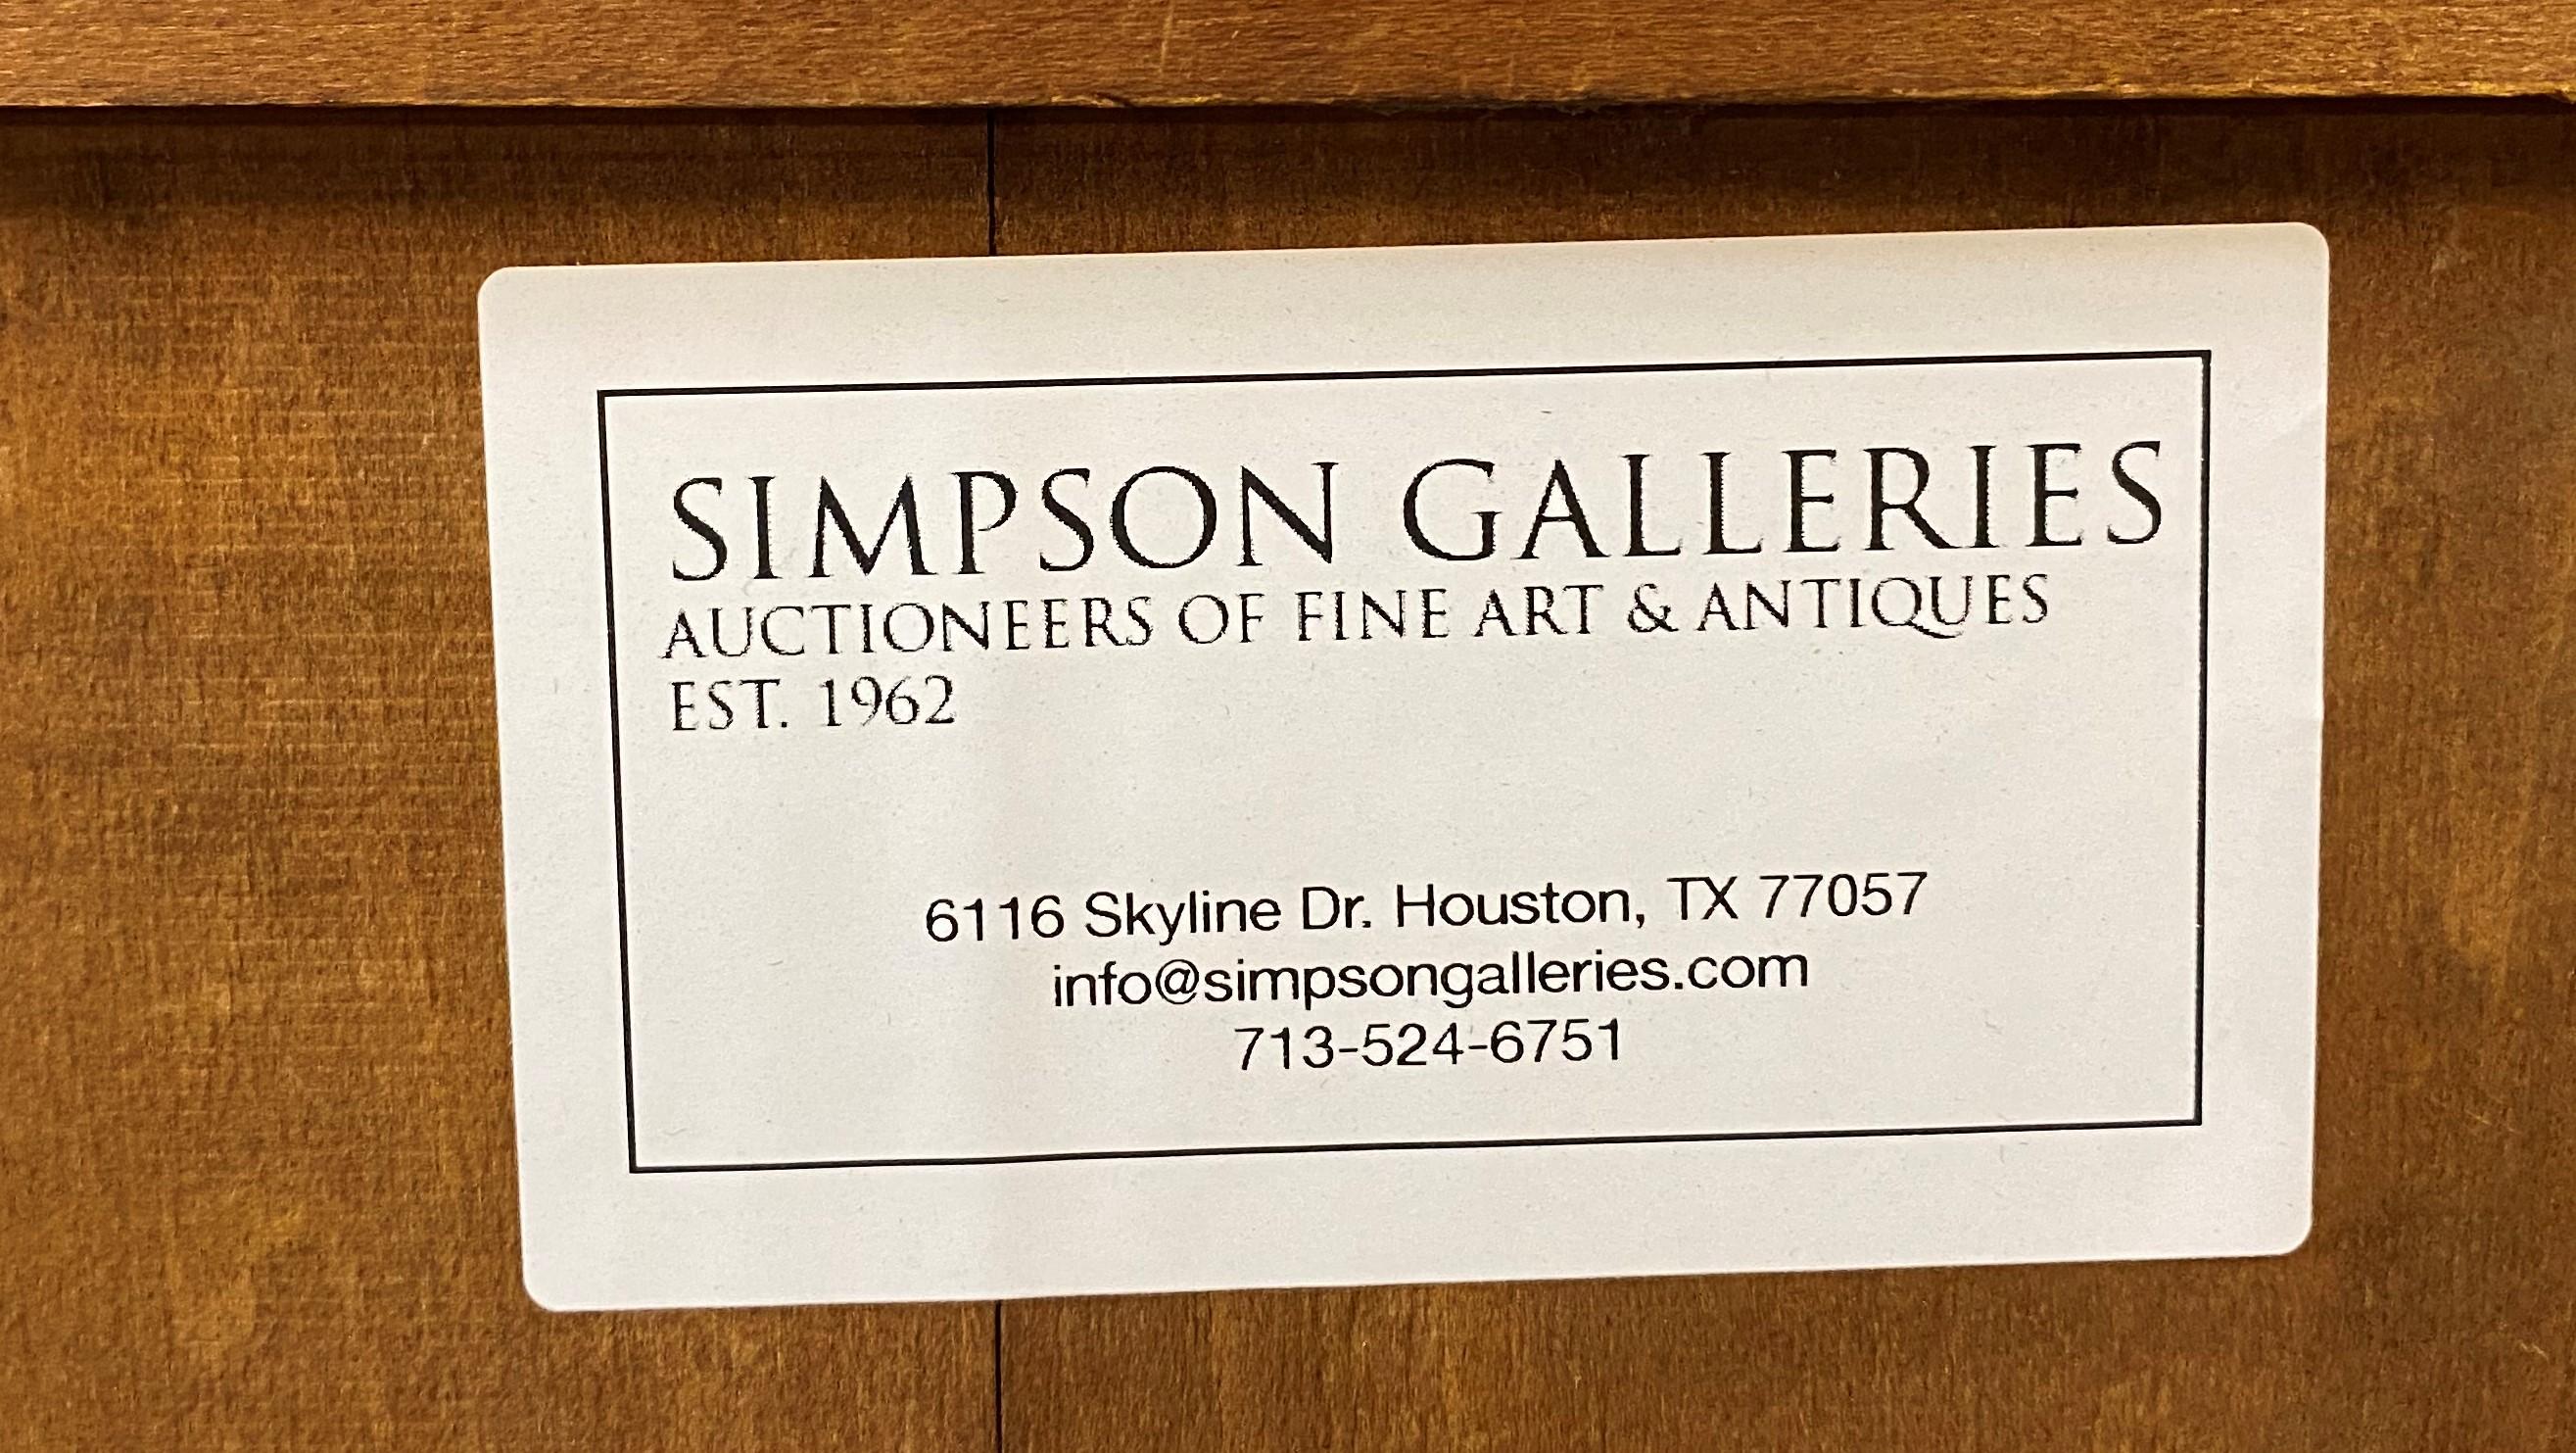 SIMPSON GALLERIES
AUCTIONEERS OF FINE ART & ANTIQUES
EST. 1962
6116 Skyline Dr. Houston, TX 77057
info@simpsongalleries.com
713-524-6751